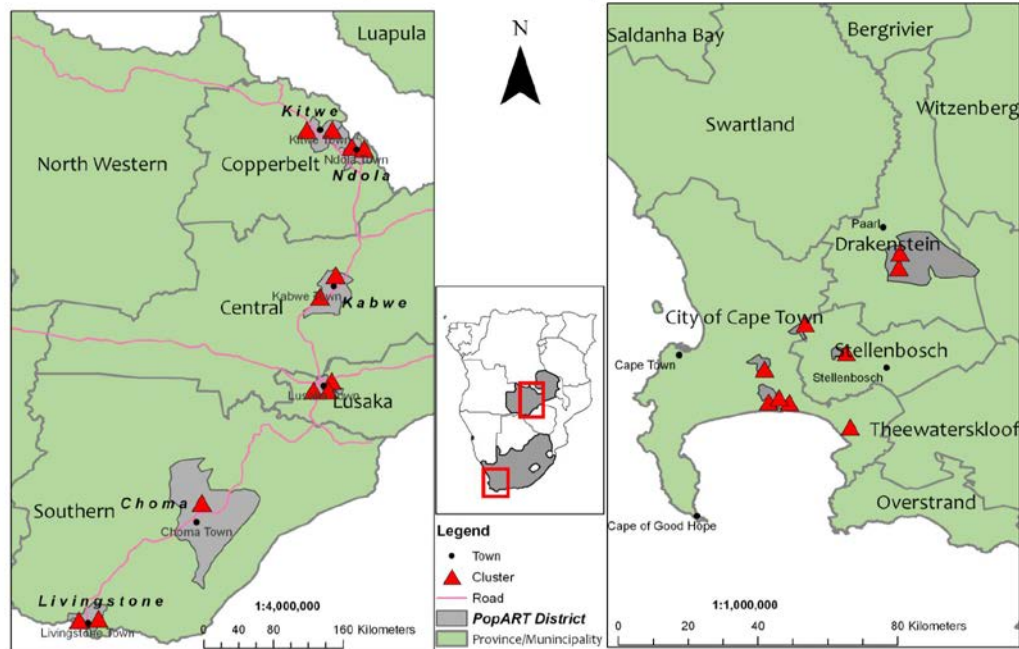 Luapula
Kitwe
Kitwe Town
North Western
Copperbelt
Ndola Town
Ndola
Central
Kabwe Town
Kabwe
Lusaka Town
Lusaka
Southern
Choma
Choma Town
Livingstone
Livingstone Town
1:4,000,000
0 40 80 160 Kilometers
N
Legend
Town
Cluster
Road
PopART District
Province/Munincipality
Saldanha Bay
Bergrivier
Witzenberg
Swartland
Paarl
Drakenstein
City of Cape Town
Cape Town
Stellenbosch
Stellenbosch
Theewaterskloof
Overstrand
Cape of Good Hope
1:1,000,000
0 20 40 80 Kilometers 4